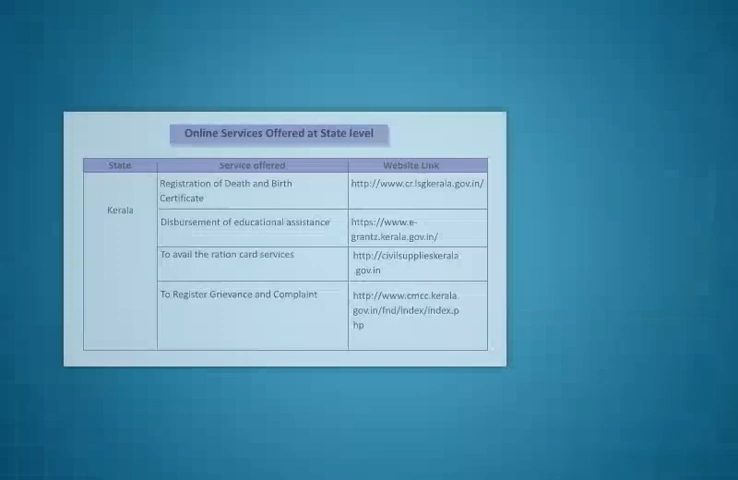 Online Services Offered at State level
State Service offered Website Link
Kerala
Registration of Death and Birth
Certificate
http://www.cr.lsgkerala.gov.in/
Disbursement of educational assistance
https://www.e-
grantz.kerala.gov.in/
To avail the ration card services
http://civilsupplieskerala
.gov.in
To Register Grievance and Complaint
http://www.cmcc.kerala.
gov.in/fnd/index/index.p
hp